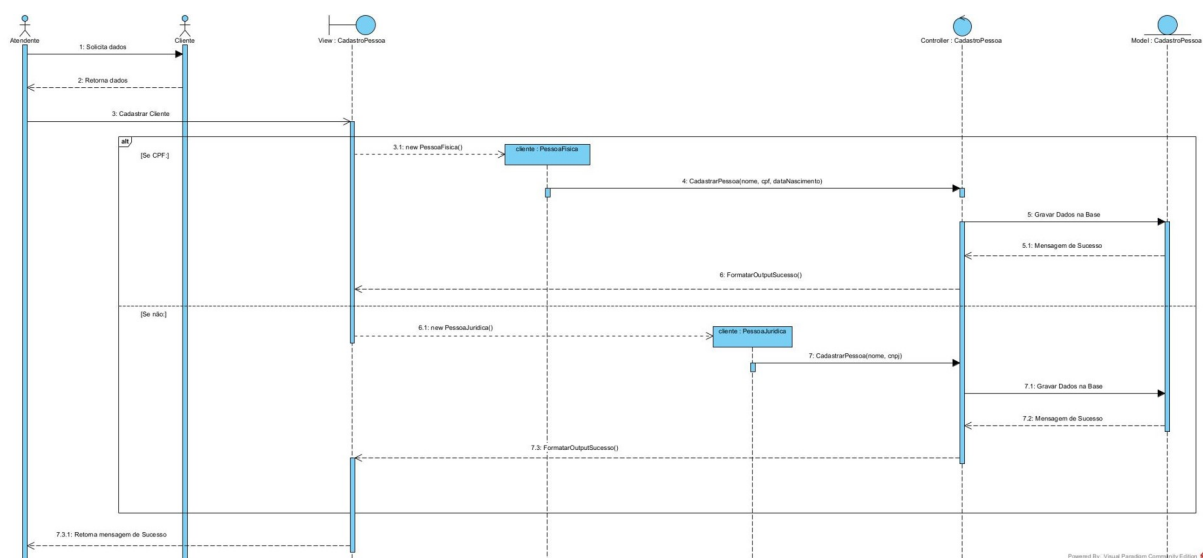 Atendente
Cliente
View : CadastroPessoa
Controller : CadastroPessoa
Model : CadastroPessoa
1: Solicita dados
2: Retorna dados
3: Cadastrar Cliente
alt
[Se CPF:]
3.1: new PessoaFisica()
cliente : PessoaFisica
4: CadastrarPessoa(nome, cpf, dataNascimento)
5: Gravar Dados na Base
5.1: Mensagem de Sucesso
6: FormatarOutputSucesso()
[Se não:]
6.1: new PessoaJuridica()
cliente : PessoaJuridica
7: CadastrarPessoa(nome, cnpj)
7.1: Gravar Dados na Base
7.2: Mensagem de Sucesso
7.3: FormatarOutputSucesso()
7.3.1: Retorna mensagem de Sucesso
Powered By: Visual Paradigm Community Edition